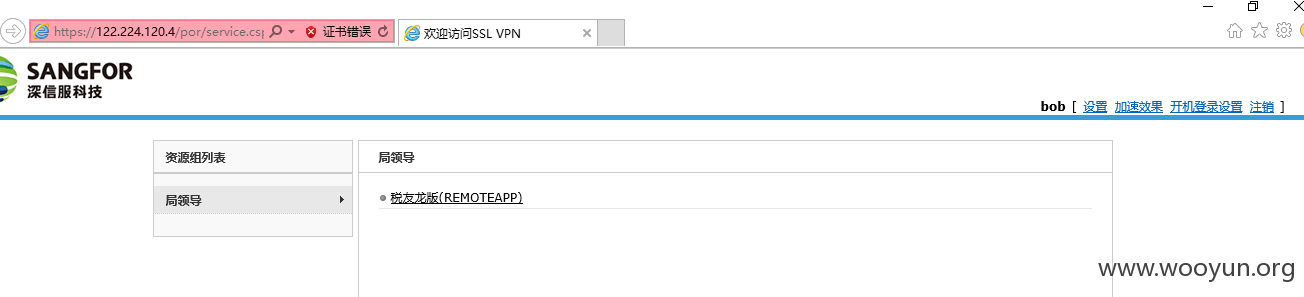 https://122.224.120.4/por/service.csp 证书错误 欢迎访问SSL VPN
SANGFOR
深信服科技
bob [ 设置 加速效果 开机登录设置 注销 ]
资源组列表 局领导
局领导 税友龙版(REMOTEAPP)
www.wooyun.org